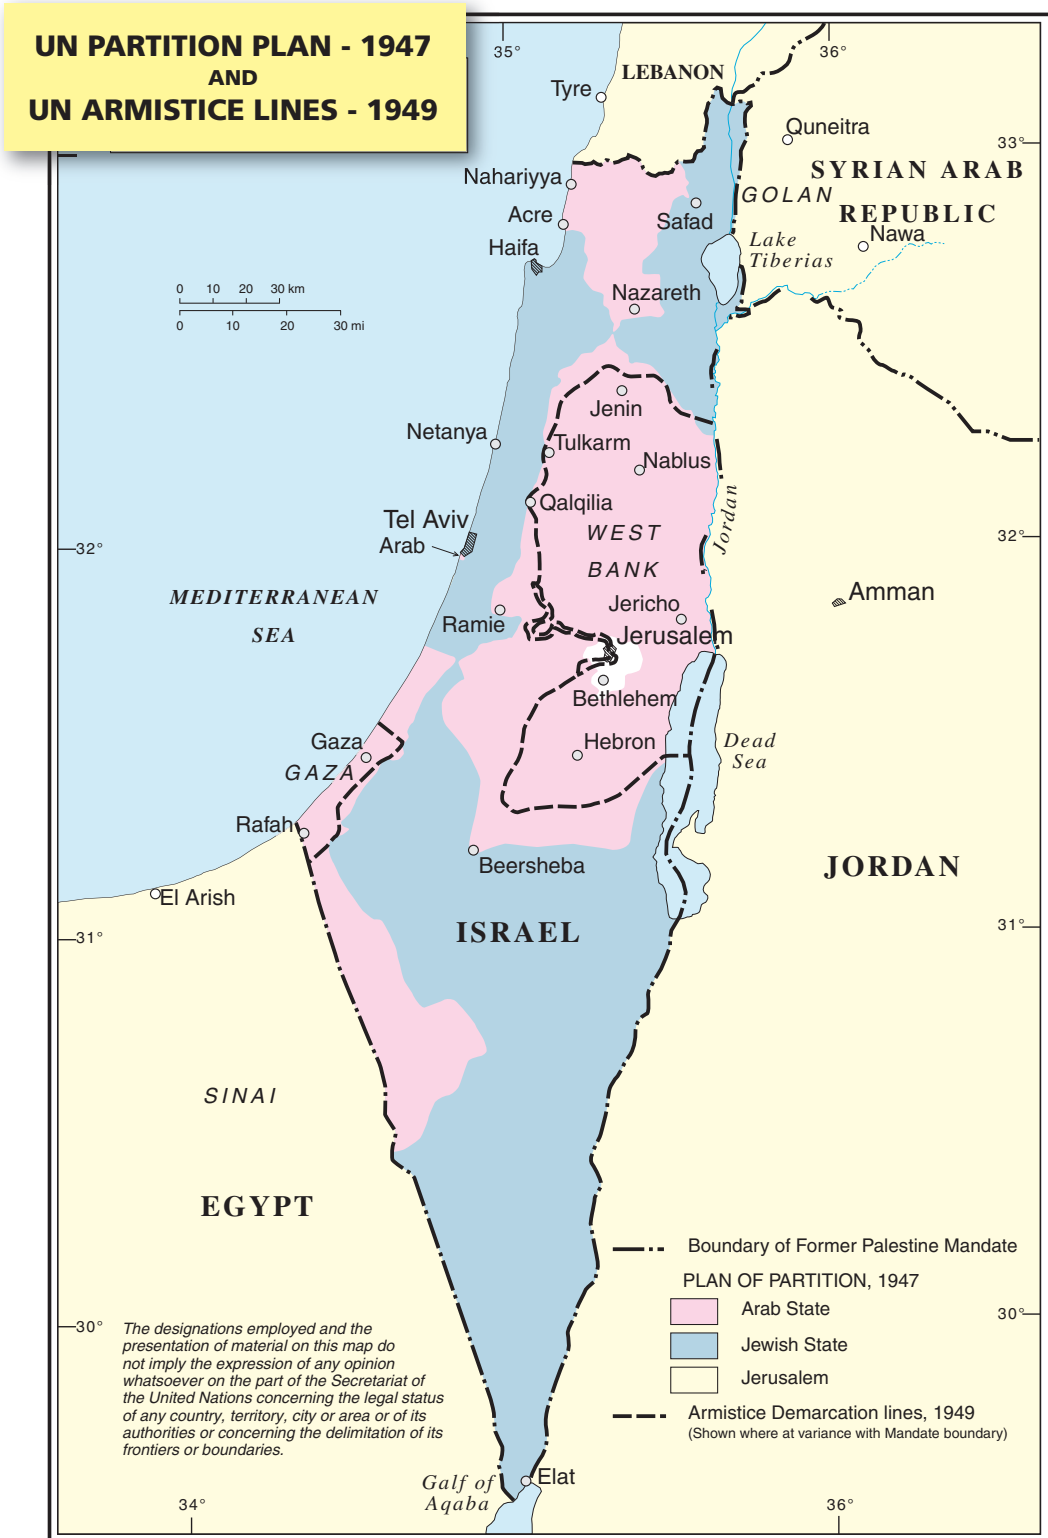 UN PARTITION PLAN - 1947
AND
UN ARMISTICE LINES - 1949
35°
36°
LEBANON
Tyre
Quneitra
33°
SYRIAN ARAB
REPUBLIC
Nahariyya
GOLAN
Acre
Safad
Nawa
Haifa
Lake
Tiberias
0 10 20 30 km
0 10 20 30 mi
Nazareth
Jenin
Netanya
Tulkarm
Nablus
Qalqilia
Jordan
Tel Aviv
Arab
WEST
BANK
32°
32°
MEDITERRANEAN
SEA
Amman
Jericho
Ramie
Jerusalem
Bethlehem
Gaza
GAZA
Hebron
Dead
Sea
Rafah
Beersheba
JORDAN
El Arish
ISRAEL
31°
31°
SINAI
EGYPT
Boundary of Former Palestine Mandate
PLAN OF PARTITION, 1947
Arab State
Jewish State
Jerusalem
Armistice Demarcation lines, 1949
(Shown where at variance with Mandate boundary)
30°
30°
The designations employed and the
presentation of material on this map do
not imply the expression of any opinion
whatsoever on the part of the Secretariat of
the United Nations concerning the legal status
of any country, territory, city or area or of its
authorities or concerning the delimitation of its
frontiers or boundaries.
Galf of
Aqaba
Elat
34°
36°